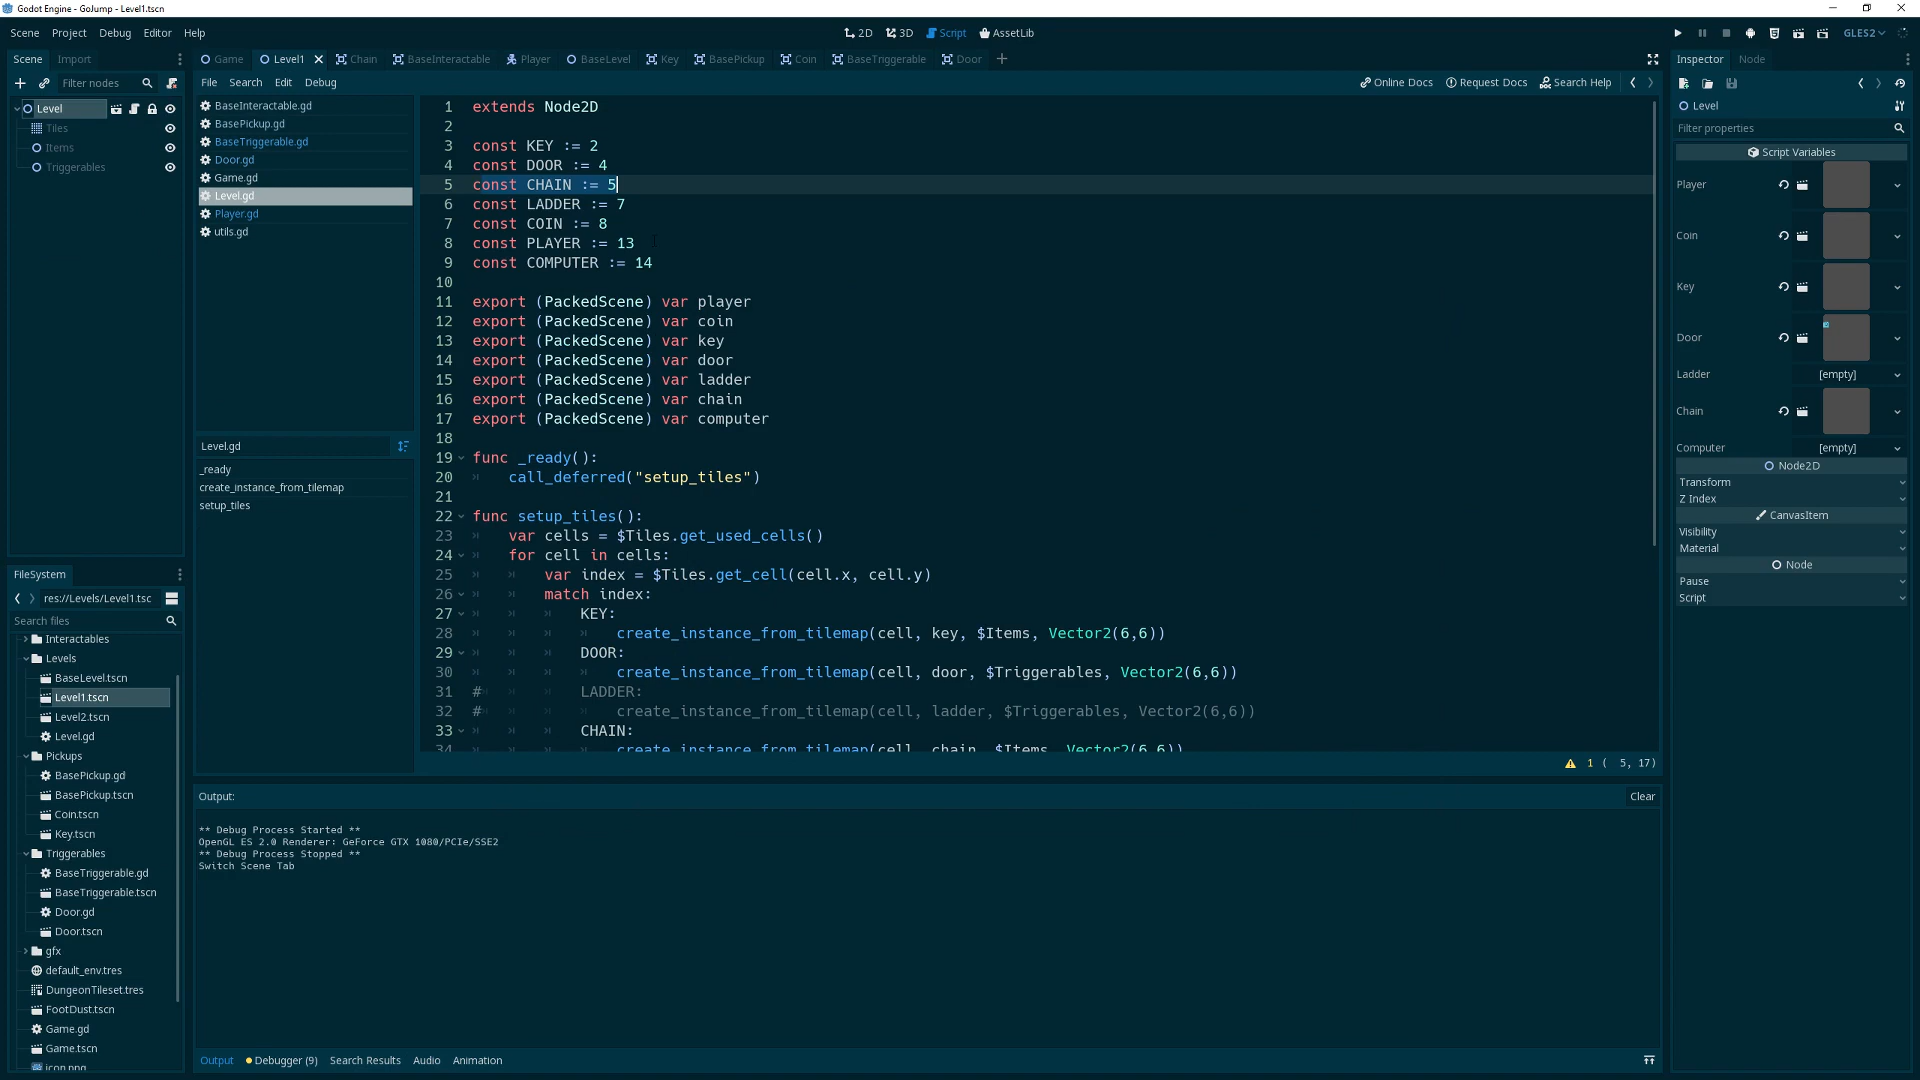 Godot Engine - GoJump - Level1.tscn
Scene Project Debug Editor Help
2D 3D Script AssetLib
GLES2
Scene Import
Game Level1 Chain BaseInteractable Player BaseLevel Key BasePickup Coin BaseTriggerable Door
Inspector Node
Filter nodes
File Search Edit Debug
Online Docs Request Docs Search Help
Level
Tiles
Items
Triggerables
BaseInteractable.gd
BasePickup.gd
BaseTriggerable.gd
Door.gd
Game.gd
Level.gd
Player.gd
utils.gd
Level.gd
_ready
create_instance_from_tilemap
setup_tiles
1 extends Node2D
2
3 const KEY := 2
4 const DOOR := 4
5 const CHAIN := 5
6 const LADDER := 7
7 const COIN := 8
8 const PLAYER := 13
9 const COMPUTER := 14
10
11 export (PackedScene) var player
12 export (PackedScene) var coin
13 export (PackedScene) var key
14 export (PackedScene) var door
15 export (PackedScene) var ladder
16 export (PackedScene) var chain
17 export (PackedScene) var computer
18
19 func _ready():
20 call_deferred("setup_tiles")
21
22 func setup_tiles():
23 var cells = $Tiles.get_used_cells()
24 for cell in cells:
25 var index = $Tiles.get_cell(cell.x, cell.y)
26 match index:
27 KEY:
28 create_instance_from_tilemap(cell, key, $Items, Vector2(6,6))
29 DOOR:
30 create_instance_from_tilemap(cell, door, $Triggerables, Vector2(6,6))
31 # LADDER:
32 # create_instance_from_tilemap(cell, ladder, $Triggerables, Vector2(6,6))
33 CHAIN:
34 create_instance_from_tilemap(cell, chain, $Items, Vector2(6,6))
1 ( 5, 17)
Level
Filter properties
Script Variables
Player
Coin
Key
Door
Ladder [empty]
Chain
Computer [empty]
Node2D
Transform
Z Index
CanvasItem
Visibility
Material
Node
Pause
Script
FileSystem
res://Levels/Level1.tsc
Search files
Interactables
Levels
BaseLevel.tscn
Level1.tscn
Level2.tscn
Level.gd
Pickups
BasePickup.gd
BasePickup.tscn
Coin.tscn
Key.tscn
Triggerables
BaseTriggerable.gd
BaseTriggerable.tscn
Door.gd
Door.tscn
gfx
default_env.tres
DungeonTileset.tres
FootDust.tscn
Game.gd
Game.tscn
icon.png
Output:
Clear
** Debug Process Started **
OpenGL ES 2.0 Renderer: GeForce GTX 1080/PCIe/SSE2
** Debug Process Stopped **
Switch Scene Tab
Output Debugger (9) Search Results Audio Animation